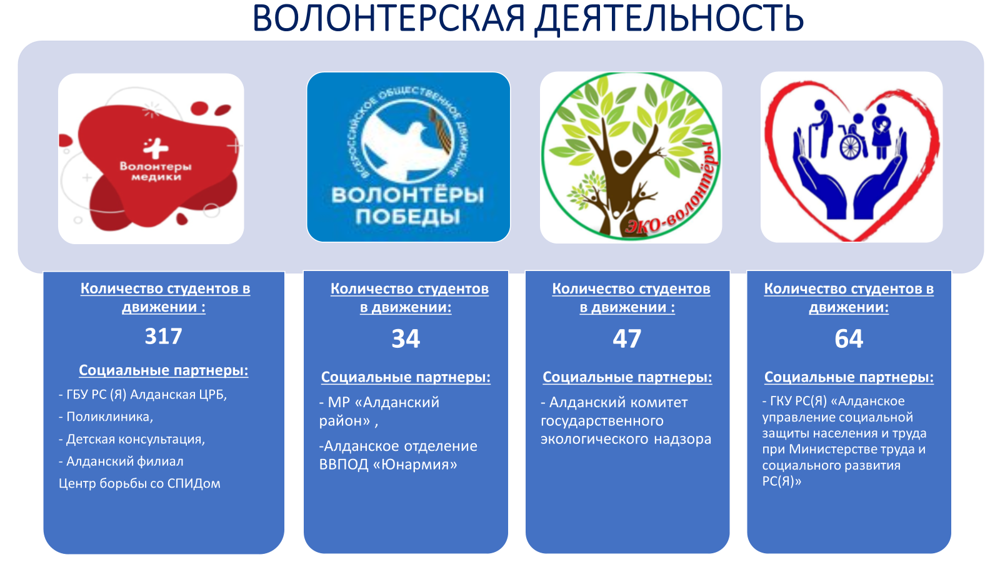 ВОЛОНТЕРСКАЯ ДЕЯТЕЛЬНОСТЬ
Волонтеры
медики
ВСЕРОССИЙСКОЕ ОБЩЕСТВЕННОЕ ДВИЖЕНИЕ
ВОЛОНТЁРЫ
ПОБЕДЫ
ЭКО-волонтёры
Количество студентов в
движении :
317
Социальные партнеры:
- ГБУ РС (Я) Алданская ЦРБ,
- Поликлиника,
- Детская консультация,
- Алданский филиал
Центр борьбы со СПИДом
Количество студентов
в движении:
34
Социальные партнеры:
- МР «Алданский
район» ,
-Алданское отделение
ВВПОД «Юнармия»
Количество студентов
в движении :
47
Социальные партнеры:
- Алданский комитет
государственного
экологического надзора
Количество студентов в
движении:
64
Социальные партнеры:
- ГКУ РС(Я) «Алданское
управление социальной
защиты населения и труда
при Министерстве труда и
социального развития
РС(Я)»